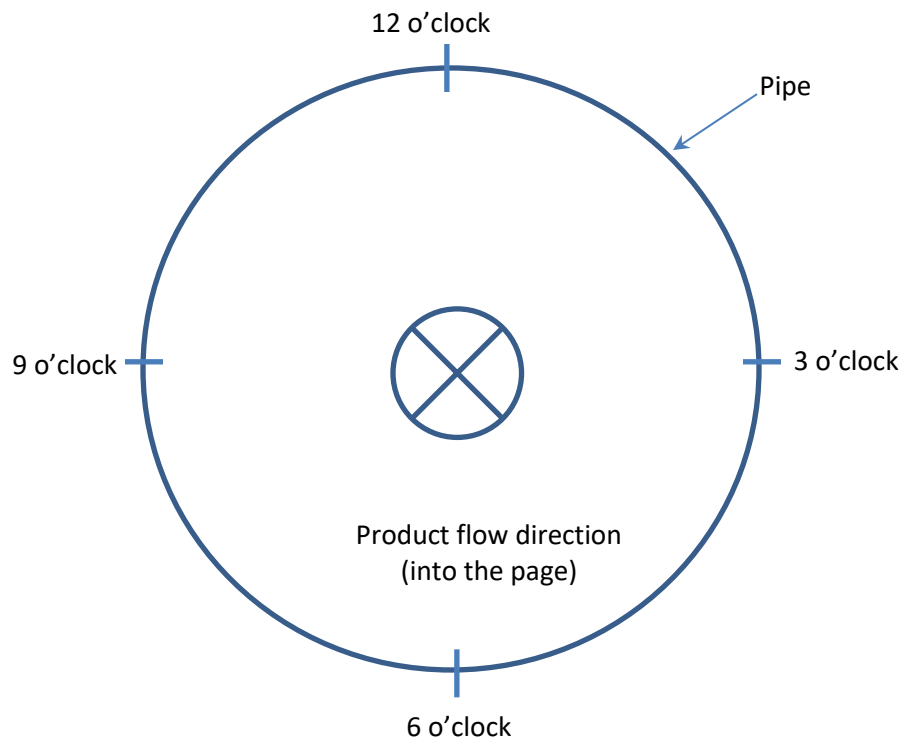 12 o’clock
Pipe
9 o’clock
3 o’clock
Product flow direction
(into the page)
6 o’clock